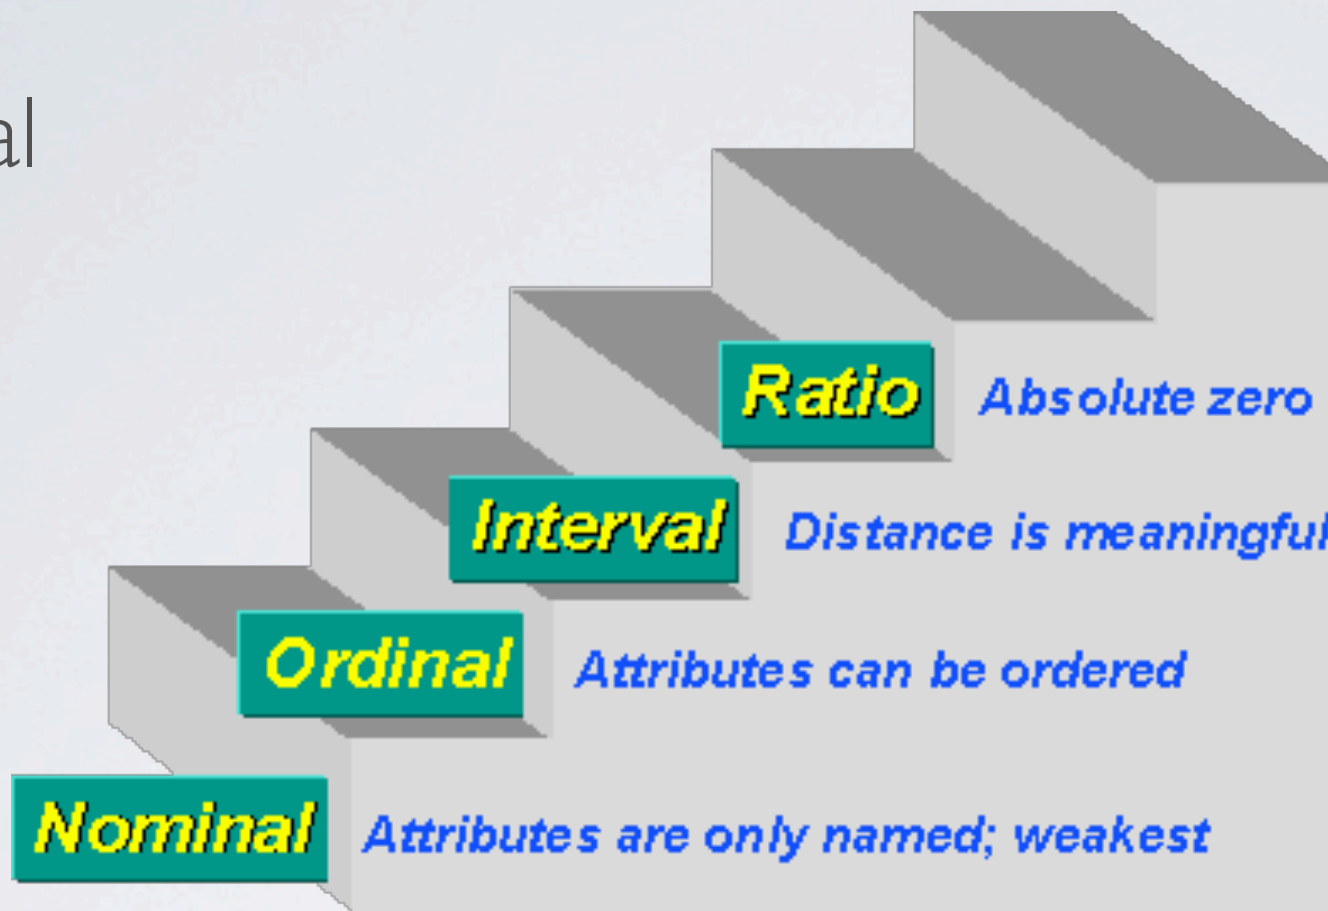 al
Ratio Absolute zero
Interval Distance is meaningful
Ordinal Attributes can be ordered
Nominal Attributes are only named; weakest